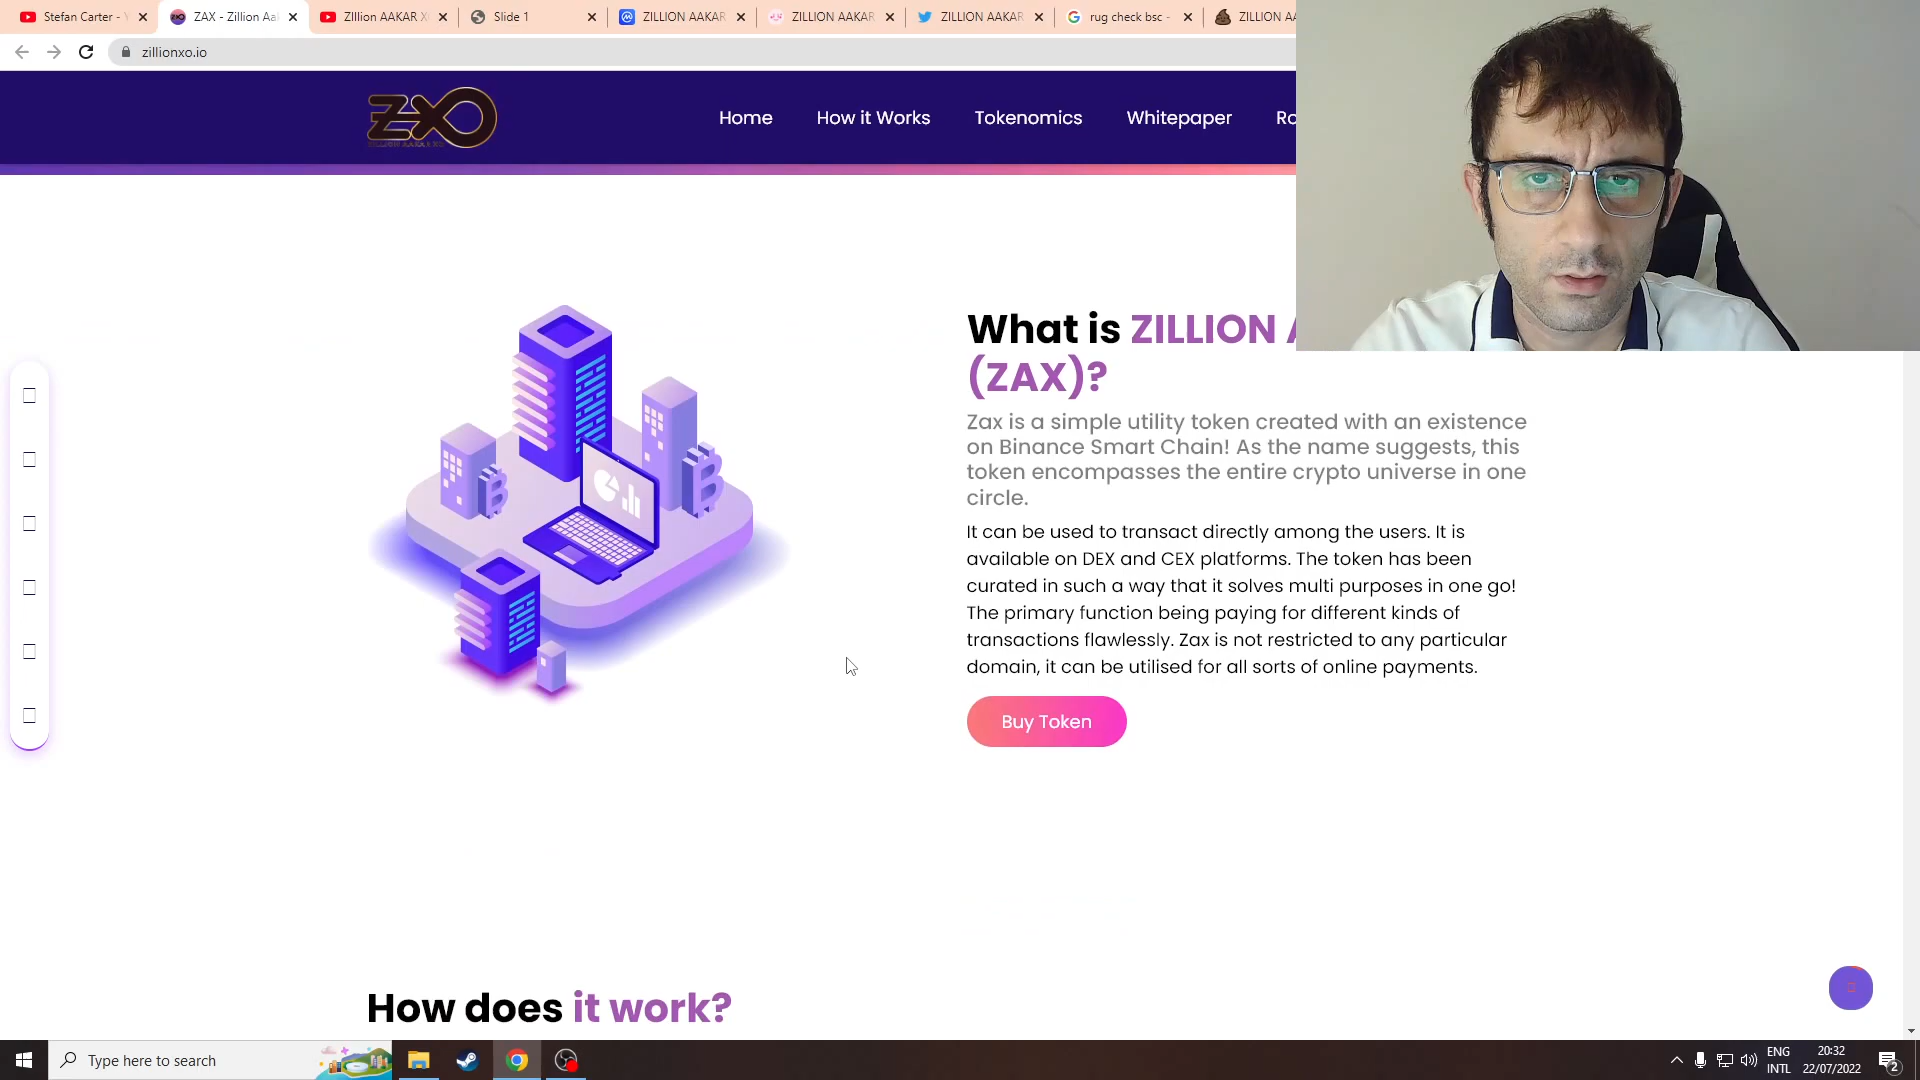 Stefan Carter - Y
ZAX - Zillion Aa
ZIllion AAKAR X
Slide 1
ZILLION AAKAR
ZILLION AAKAR
ZILLION AAKAR
rug check bsc -
ZILLION AA
zillionxo.io
ZXO
Home
How it Works
Tokenomics
Whitepaper
Ro
What is ZILLION A
(ZAX)?
Zax is a simple utility token created with an existence
on Binance Smart Chain! As the name suggests, this
token encompasses the entire crypto universe in one
circle.
It can be used to transact directly among the users. It is
available on DEX and CEX platforms. The token has been
curated in such a way that it solves multi purposes in one go!
The primary function being paying for different kinds of
transactions flawlessly. Zax is not restricted to any particular
domain, it can be utilised for all sorts of online payments.
Buy Token
How does it work?
Type here to search
ENG
INTL
20:32
22/07/2022
2